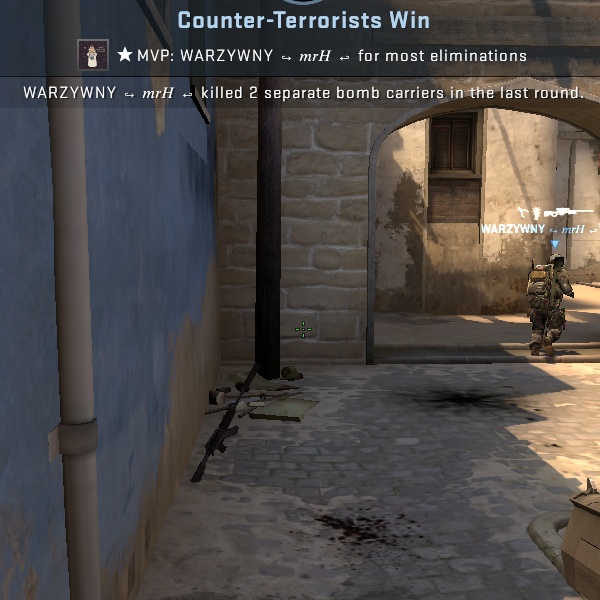 Counter-Terrorists Win
★ MVP: WARZYWNY ↪ mrH ↩ for most eliminations
WARZYWNY ↪ mrH ↩ killed 2 separate bomb carriers in the last round.
WARZYWNY ↪ mrH ↩